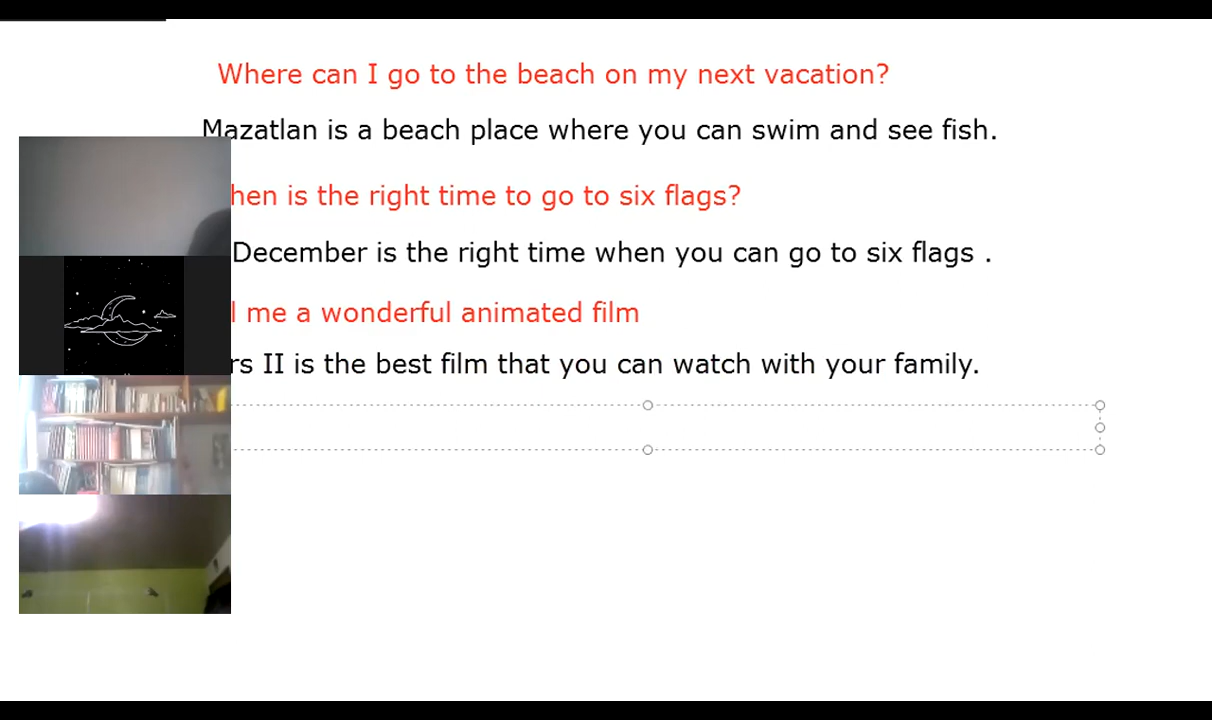 Where can I go to the beach on my next vacation?
Mazatlan is a beach place where you can swim and see fish.
is the right time to go to six flags?
December is the right time when you can go to six flags .
me a wonderful animated film
II is the best film that you can watch with your family.